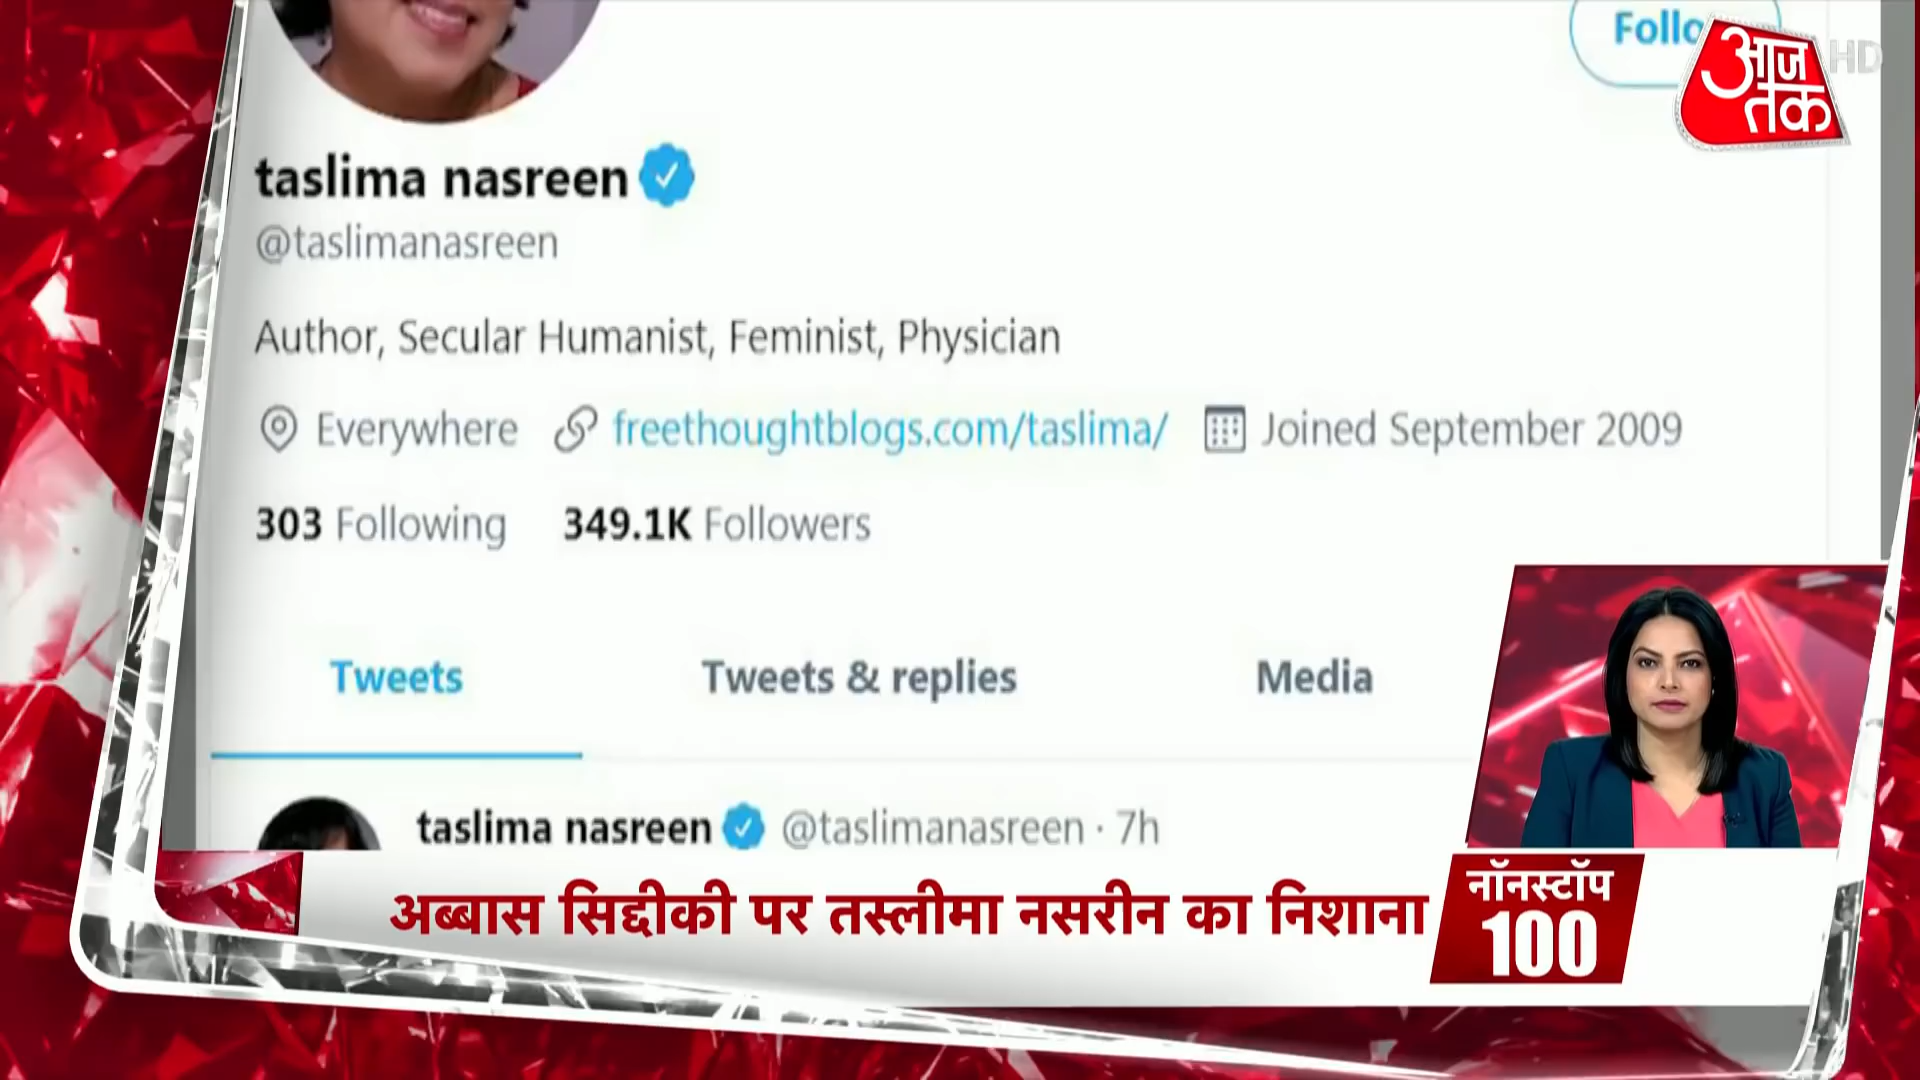 Follo
आज
तक
HD
taslima nasreen
@taslimanasreen
Author, Secular Humanist, Feminist, Physician
Everywhere freethoughtblogs.com/taslima/ Joined September 2009
303 Following 349.1K Followers
Tweets Tweets & replies Media
taslima nasreen @taslimanasreen · 7h
अब्बास सिद्दीकी पर तस्लीमा नसरीन का निशाना
नॉनस्टॉप
100